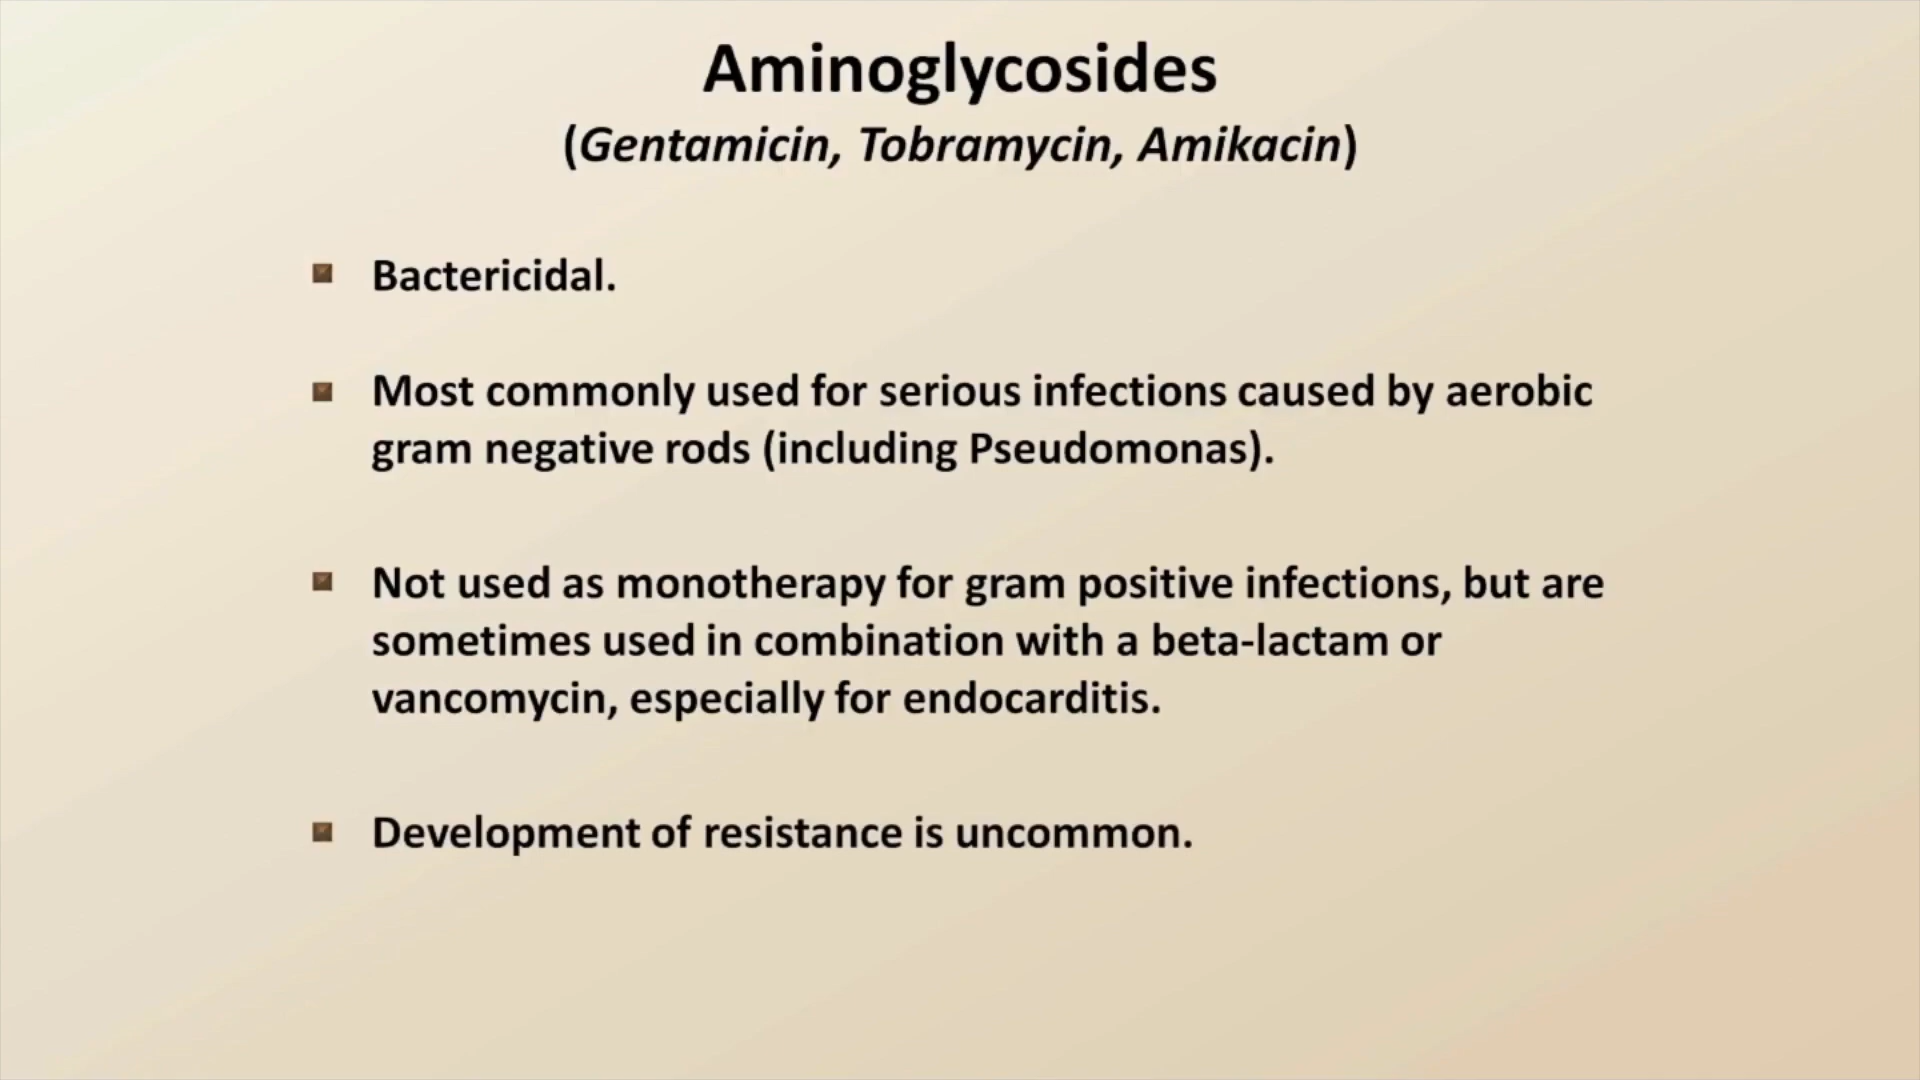 Aminoglycosides
(Gentamicin, Tobramycin, Amikacin)
Bactericidal.
Most commonly used for serious infections caused by aerobic
gram negative rods (including Pseudomonas).
Not used as monotherapy for gram positive infections, but are
sometimes used in combination with a beta-lactam or
vancomycin, especially for endocarditis.
Development of resistance is uncommon.